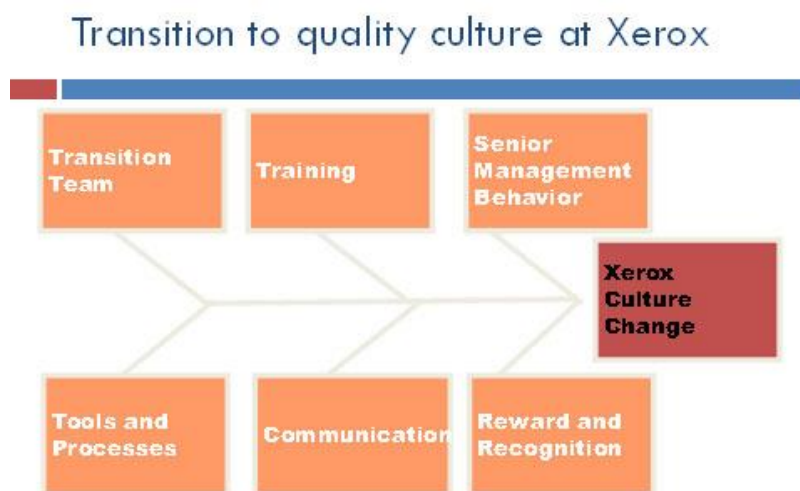 Transition to quality culture at Xerox
Transition
Team
Training
Senior
Management
Behavior
Xerox
Culture
Change
Tools and
Processes
Communication
Reward and
Recognition